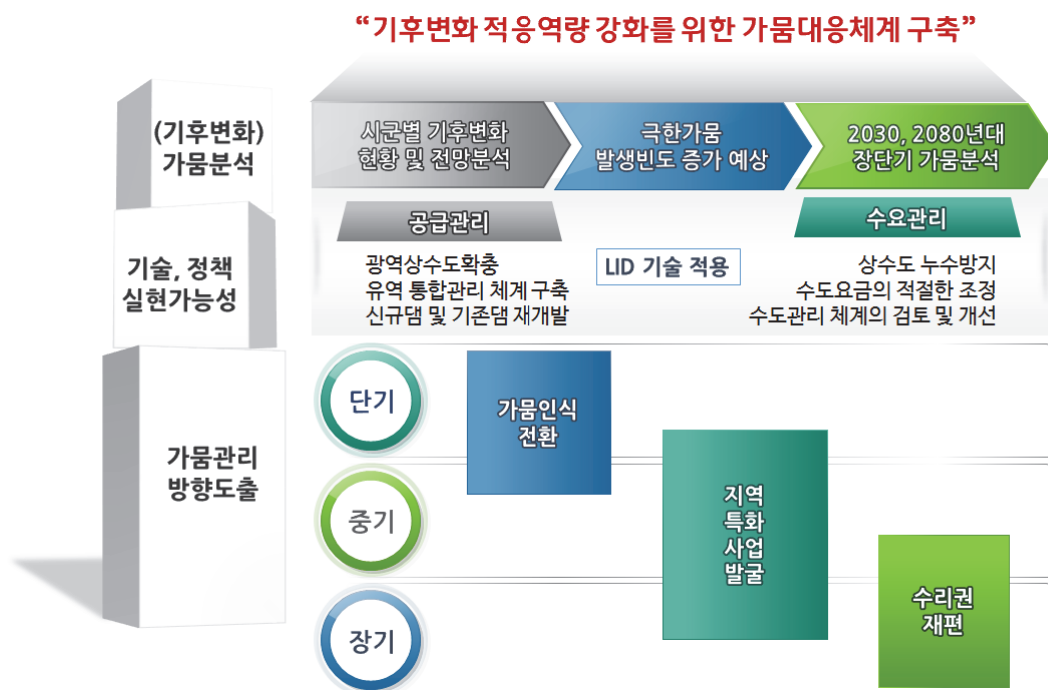 “기후변화 적응역량 강화를 위한 가뭄대응체계 구축”
(기후변화)
가뭄분석
시군별 기후변화
현황 및 전망분석
극한가뭄
발생빈도 증가 예상
2030, 2080년대
장단기 가뭄분석
기술, 정책
실현가능성
공급관리
광역상수도확충
유역 통합관리 체계 구축
신규댐 및 기존댐 재개발
LID 기술 적용
수요관리
상수도 누수방지
수도요금의 적절한 조정
수도관리 체계의 검토 및 개선
가뭄관리
방향도출
단기
중기
장기
가뭄인식
전환
지역
특화
사업
발굴
수리권
재편